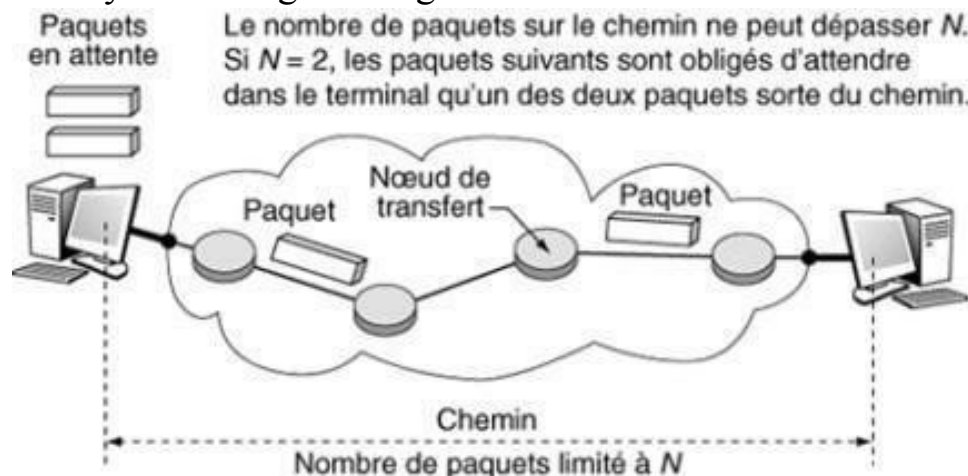 Paquets
en attente
Le nombre de paquets sur le chemin ne peut dépasser N.
Si N = 2, les paquets suivants sont obligés d'attendre
dans le terminal qu'un des deux paquets sorte du chemin.
Nœud de
transfert
Paquet
Paquet
Chemin
Nombre de paquets limité à N